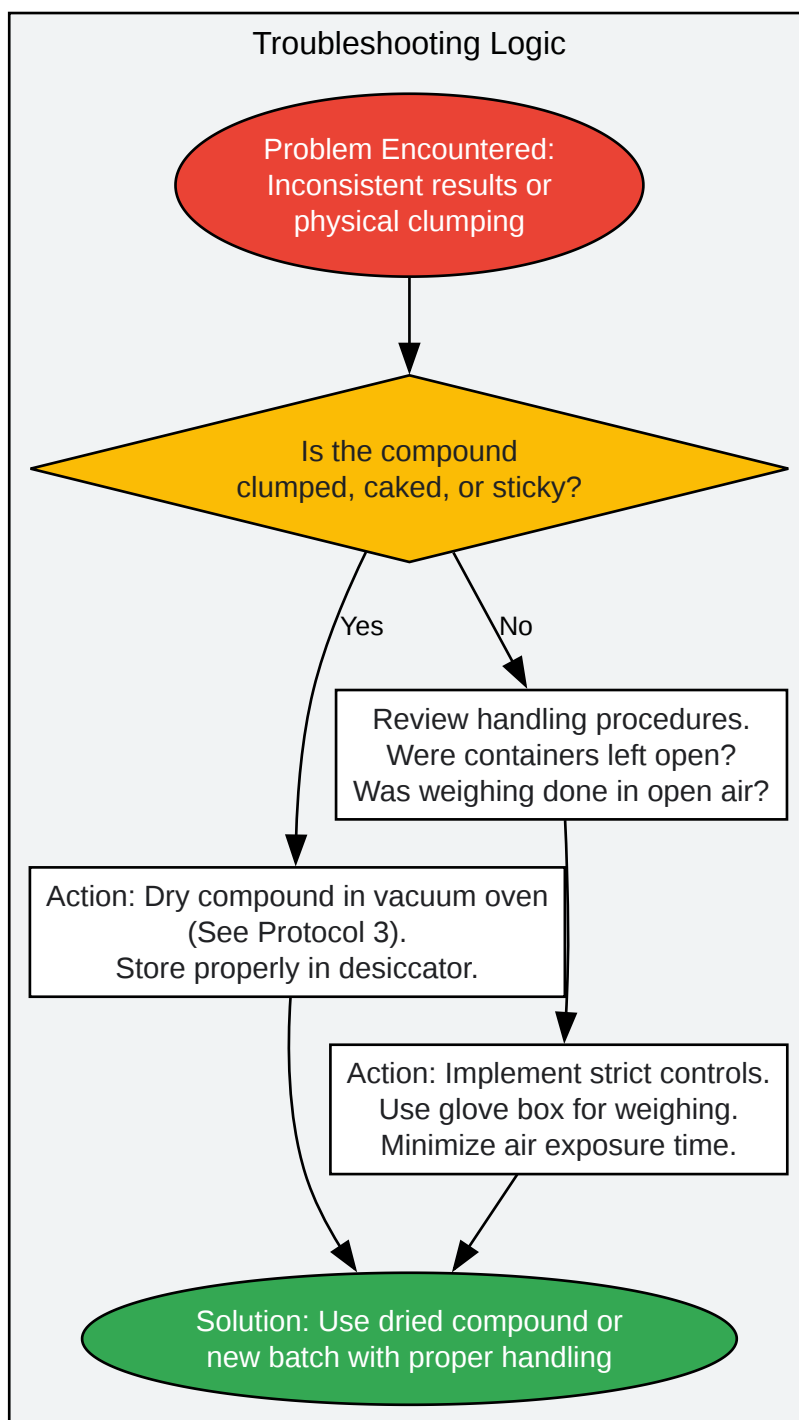 Troubleshooting Logic
Problem Encountered:
Inconsistent results or
physical clumping
Is the compound
clumped, caked, or sticky?
Yes
No
Review handling procedures.
Were containers left open?
Was weighing done in open air?
Action: Dry compound in vacuum oven
(See Protocol 3).
Store properly in desiccator.
Action: Implement strict controls.
Use glove box for weighing.
Minimize air exposure time.
Solution: Use dried compound or
new batch with proper handling